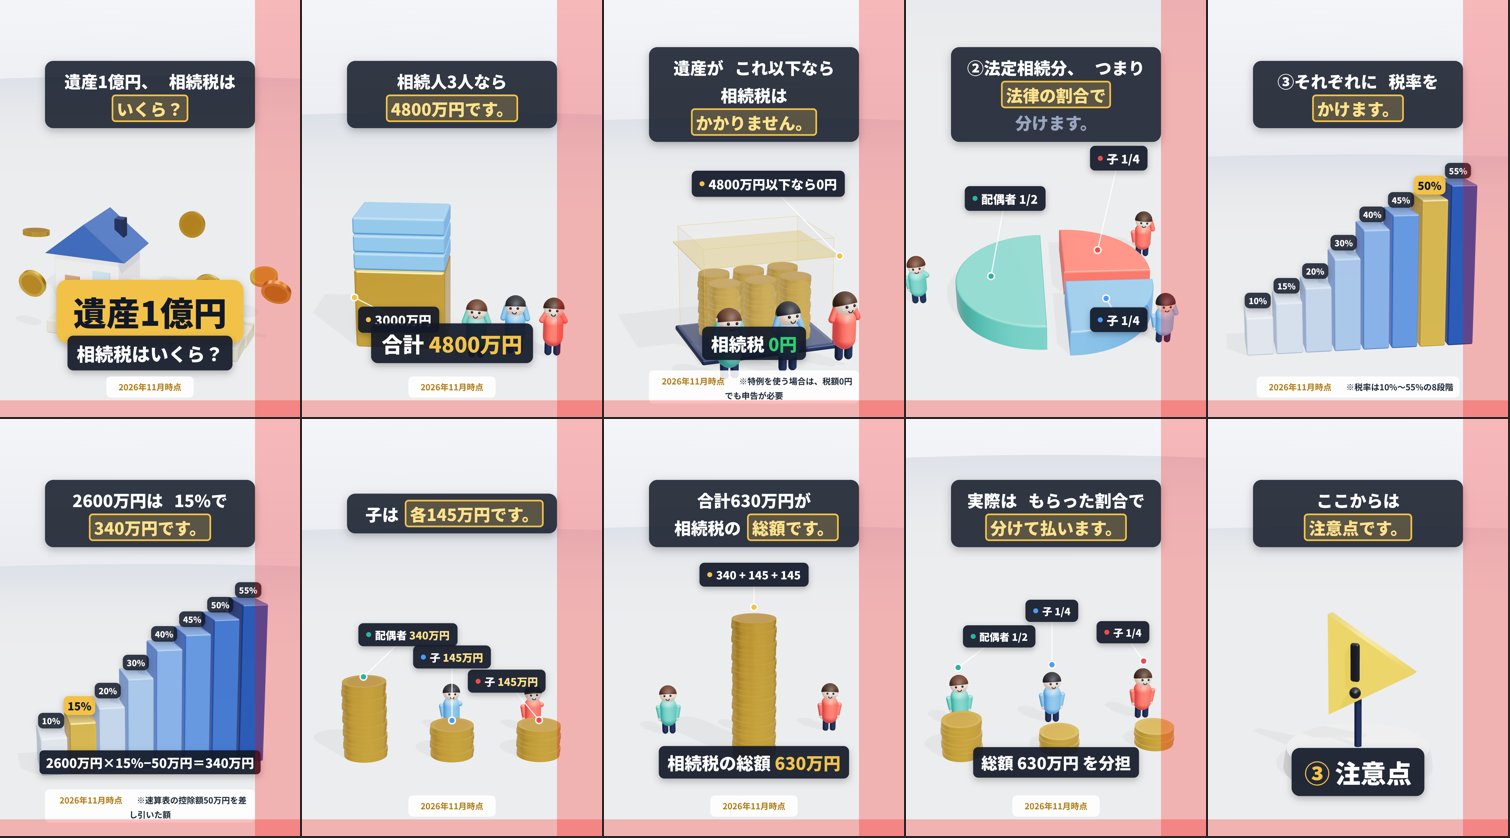 遺産1億円、 相続税は
いくら？
遺産1億円
相続税はいくら？
2026年11月時点
相続人3人なら
4800万円です。
3000万円
合計 4800万円
2026年11月時点
遺産が これ以下なら
相続税は
かかりません。
4800万円以下なら0円
相続税 0円
2026年11月時点 ※特例を使う場合は、税額0円
でも申告が必要
②法定相続分、 つまり
法律の割合で
分けます。
子 1/4
配偶者 1/2
子 1/4
③それぞれに 税率を
かけます。
55%
50%
45%
40%
30%
20%
15%
10%
2026年11月時点 ※税率は10%〜55%の8段階
2600万円は 15%で
340万円です。
55%
50%
45%
40%
30%
20%
15%
10%
2600万円×15%−50万円＝340万円
2026年11月時点 ※速算表の控除額50万円を差
し引いた額
子は 各145万円です。
配偶者 340万円
子 145万円
子 145万円
2026年11月時点
合計630万円が
相続税の 総額です。
340 + 145 + 145
相続税の総額 630万円
2026年11月時点
実際は もらった割合で
分けて払います。
子 1/4
配偶者 1/2
子 1/4
総額 630万円 を分担
2026年11月時点
ここからは
注意点です。
③ 注意点